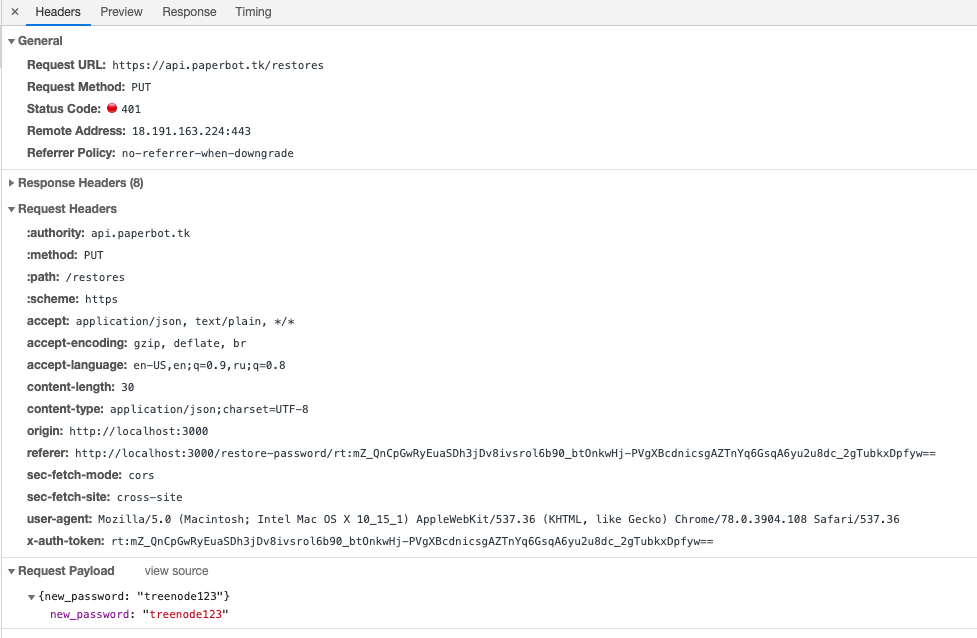 × Headers Preview Response Timing
General
Request URL: https://api.paperbot.tk/restores
Request Method: PUT
Status Code: 401
Remote Address: 18.191.163.224:443
Referrer Policy: no-referrer-when-downgrade
Response Headers (8)
Request Headers
:authority: api.paperbot.tk
:method: PUT
:path: /restores
:scheme: https
accept: application/json, text/plain, */*
accept-encoding: gzip, deflate, br
accept-language: en-US,en;q=0.9,ru;q=0.8
content-length: 30
content-type: application/json;charset=UTF-8
origin: http://localhost:3000
referer: http://localhost:3000/restore-password/rt:mZ_QnCpGwRyEuaSDh3jDv8ivsrol6b90_btOnkwHj-PVgXBcdnicsgAZTnYq6GsqA6yu2u8dc_2gTubkxDpfyw==
sec-fetch-mode: cors
sec-fetch-site: cross-site
user-agent: Mozilla/5.0 (Macintosh; Intel Mac OS X 10_15_1) AppleWebKit/537.36 (KHTML, like Gecko) Chrome/78.0.3904.108 Safari/537.36
x-auth-token: rt:mZ_QnCpGwRyEuaSDh3jDv8ivsrol6b90_btOnkwHj-PVgXBcdnicsgAZTnYq6GsqA6yu2u8dc_2gTubkxDpfyw==
Request Payload view source
{new_password: "treenode123"}
new_password: "treenode123"